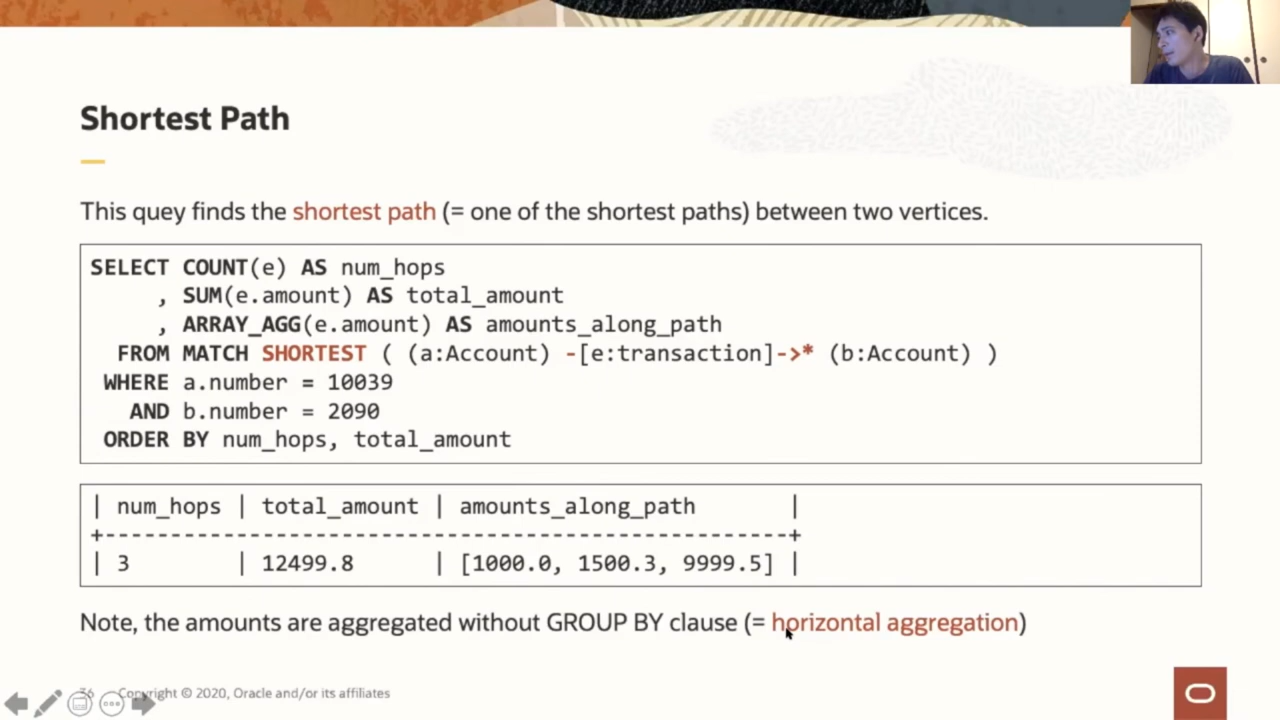 Shortest Path
This quey finds the shortest path (= one of the shortest paths) between two vertices.
SELECT COUNT(e) AS num_hops
, SUM(e.amount) AS total_amount
, ARRAY_AGG(e.amount) AS amounts_along_path
FROM MATCH SHORTEST ( (a:Account) -[e:transaction]->* (b:Account) )
WHERE a.number = 10039
AND b.number = 2090
ORDER BY num_hops, total_amount
| num_hops | total_amount | amounts_along_path |
+-----------------------------------------------------+
| 3 | 12499.8 | [1000.0, 1500.3, 9999.5] |
Note, the amounts are aggregated without GROUP BY clause (= horizontal aggregation)
36 Copyright © 2020, Oracle and/or its affiliates